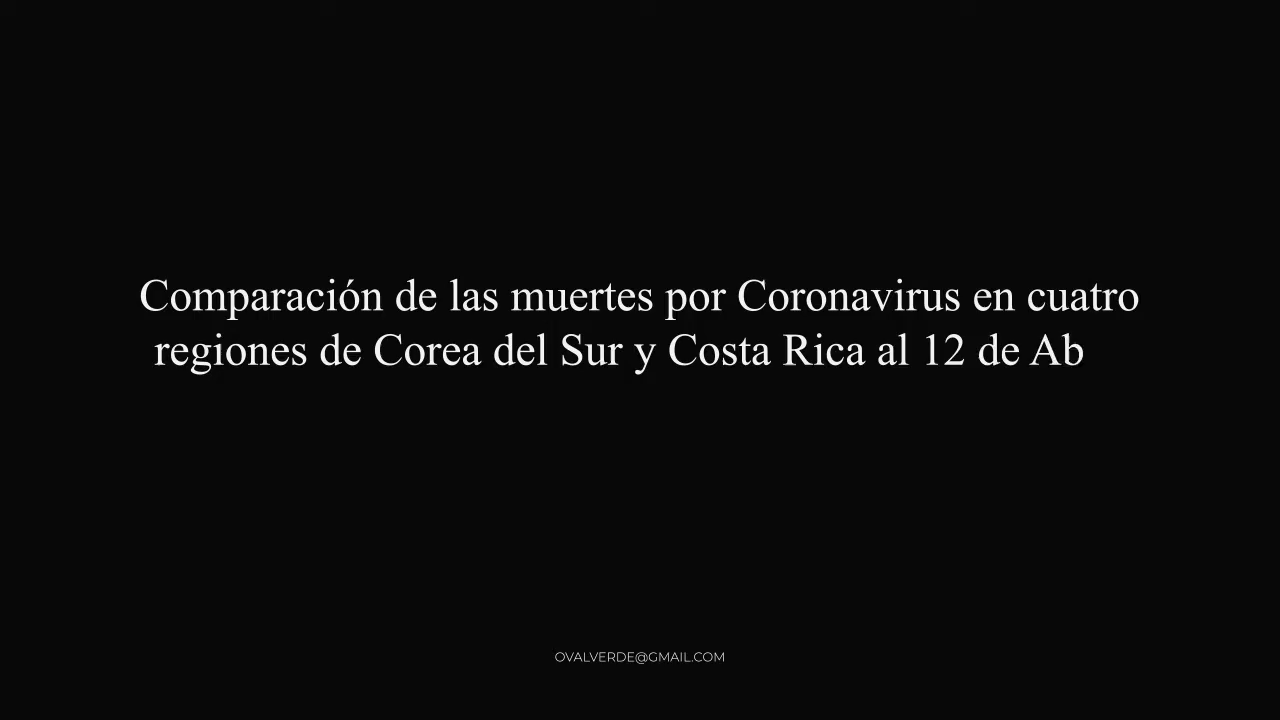 Comparación de las muertes por Coronavirus en cuatro
regiones de Corea del Sur y Costa Rica al 12 de Ab
OVALVERDE@GMAIL.COM